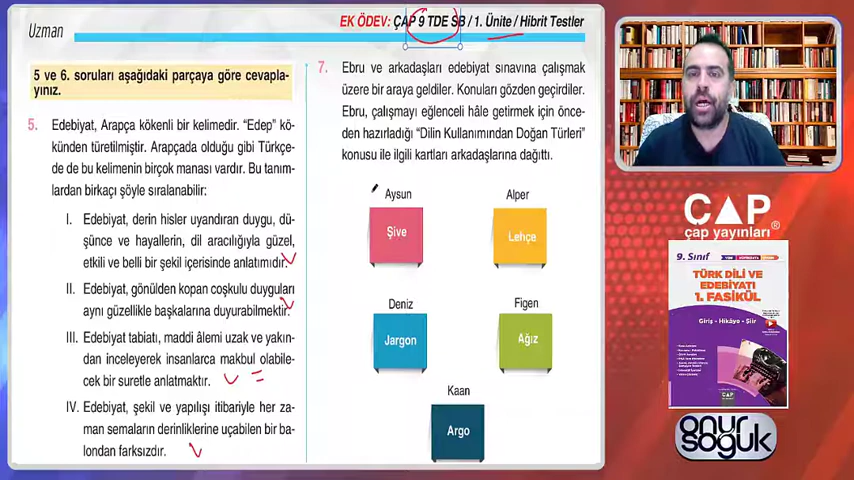 Uzman
EK ÖDEV: ÇAP 9 TDE SB / 1. Ünite / Hibrit Testler
5 ve 6. soruları aşağıdaki parçaya göre cevapla-
yınız.
5. Edebiyat, Arapça kökenli bir kelimedir. “Edep” kö-
künden türetilmiştir. Arapçada olduğu gibi Türkçe-
de de bu kelimenin birçok manası vardır. Bu tanım-
lardan birkaçı şöyle sıralanabilir:
I. Edebiyat, derin hisler uyandıran duygu, dü-
şünce ve hayallerin, dil aracılığıyla güzel,
etkili ve belli bir şekil içerisinde anlatımıdır.
II. Edebiyat, gönülden kopan coşkulu duyguları
aynı güzellikle başkalarına duyurabilmektir.
III. Edebiyat tabiatı, maddi âlemi uzak ve yakın-
dan inceleyerek insanlarca makbul olabile-
cek bir suretle anlatmaktır.
IV. Edebiyat, şekil ve yapılışı itibariyle her za-
man semaların derinliklerine uçabilen bir ba-
londan farksızdır.
7. Ebru ve arkadaşları edebiyat sınavına çalışmak
üzere bir araya geldiler. Konuları gözden geçirdiler.
Ebru, çalışmayı eğlenceli hâle getirmek için önce-
den hazırladığı “Dilin Kullanımından Doğan Türleri”
konusu ile ilgili kartları arkadaşlarına dağıttı.
Aysun
Alper
Şive
Lehçe
Deniz
Figen
Jargon
Ağız
Kaan
Argo
ÇAP
çap yayınları®
9. Sınıf
TÜRK DİLİ VE
EDEBİYATI
1. FASİKÜL
Giriş - Hikâye - Şiir
ÇAP
onur
soğuk